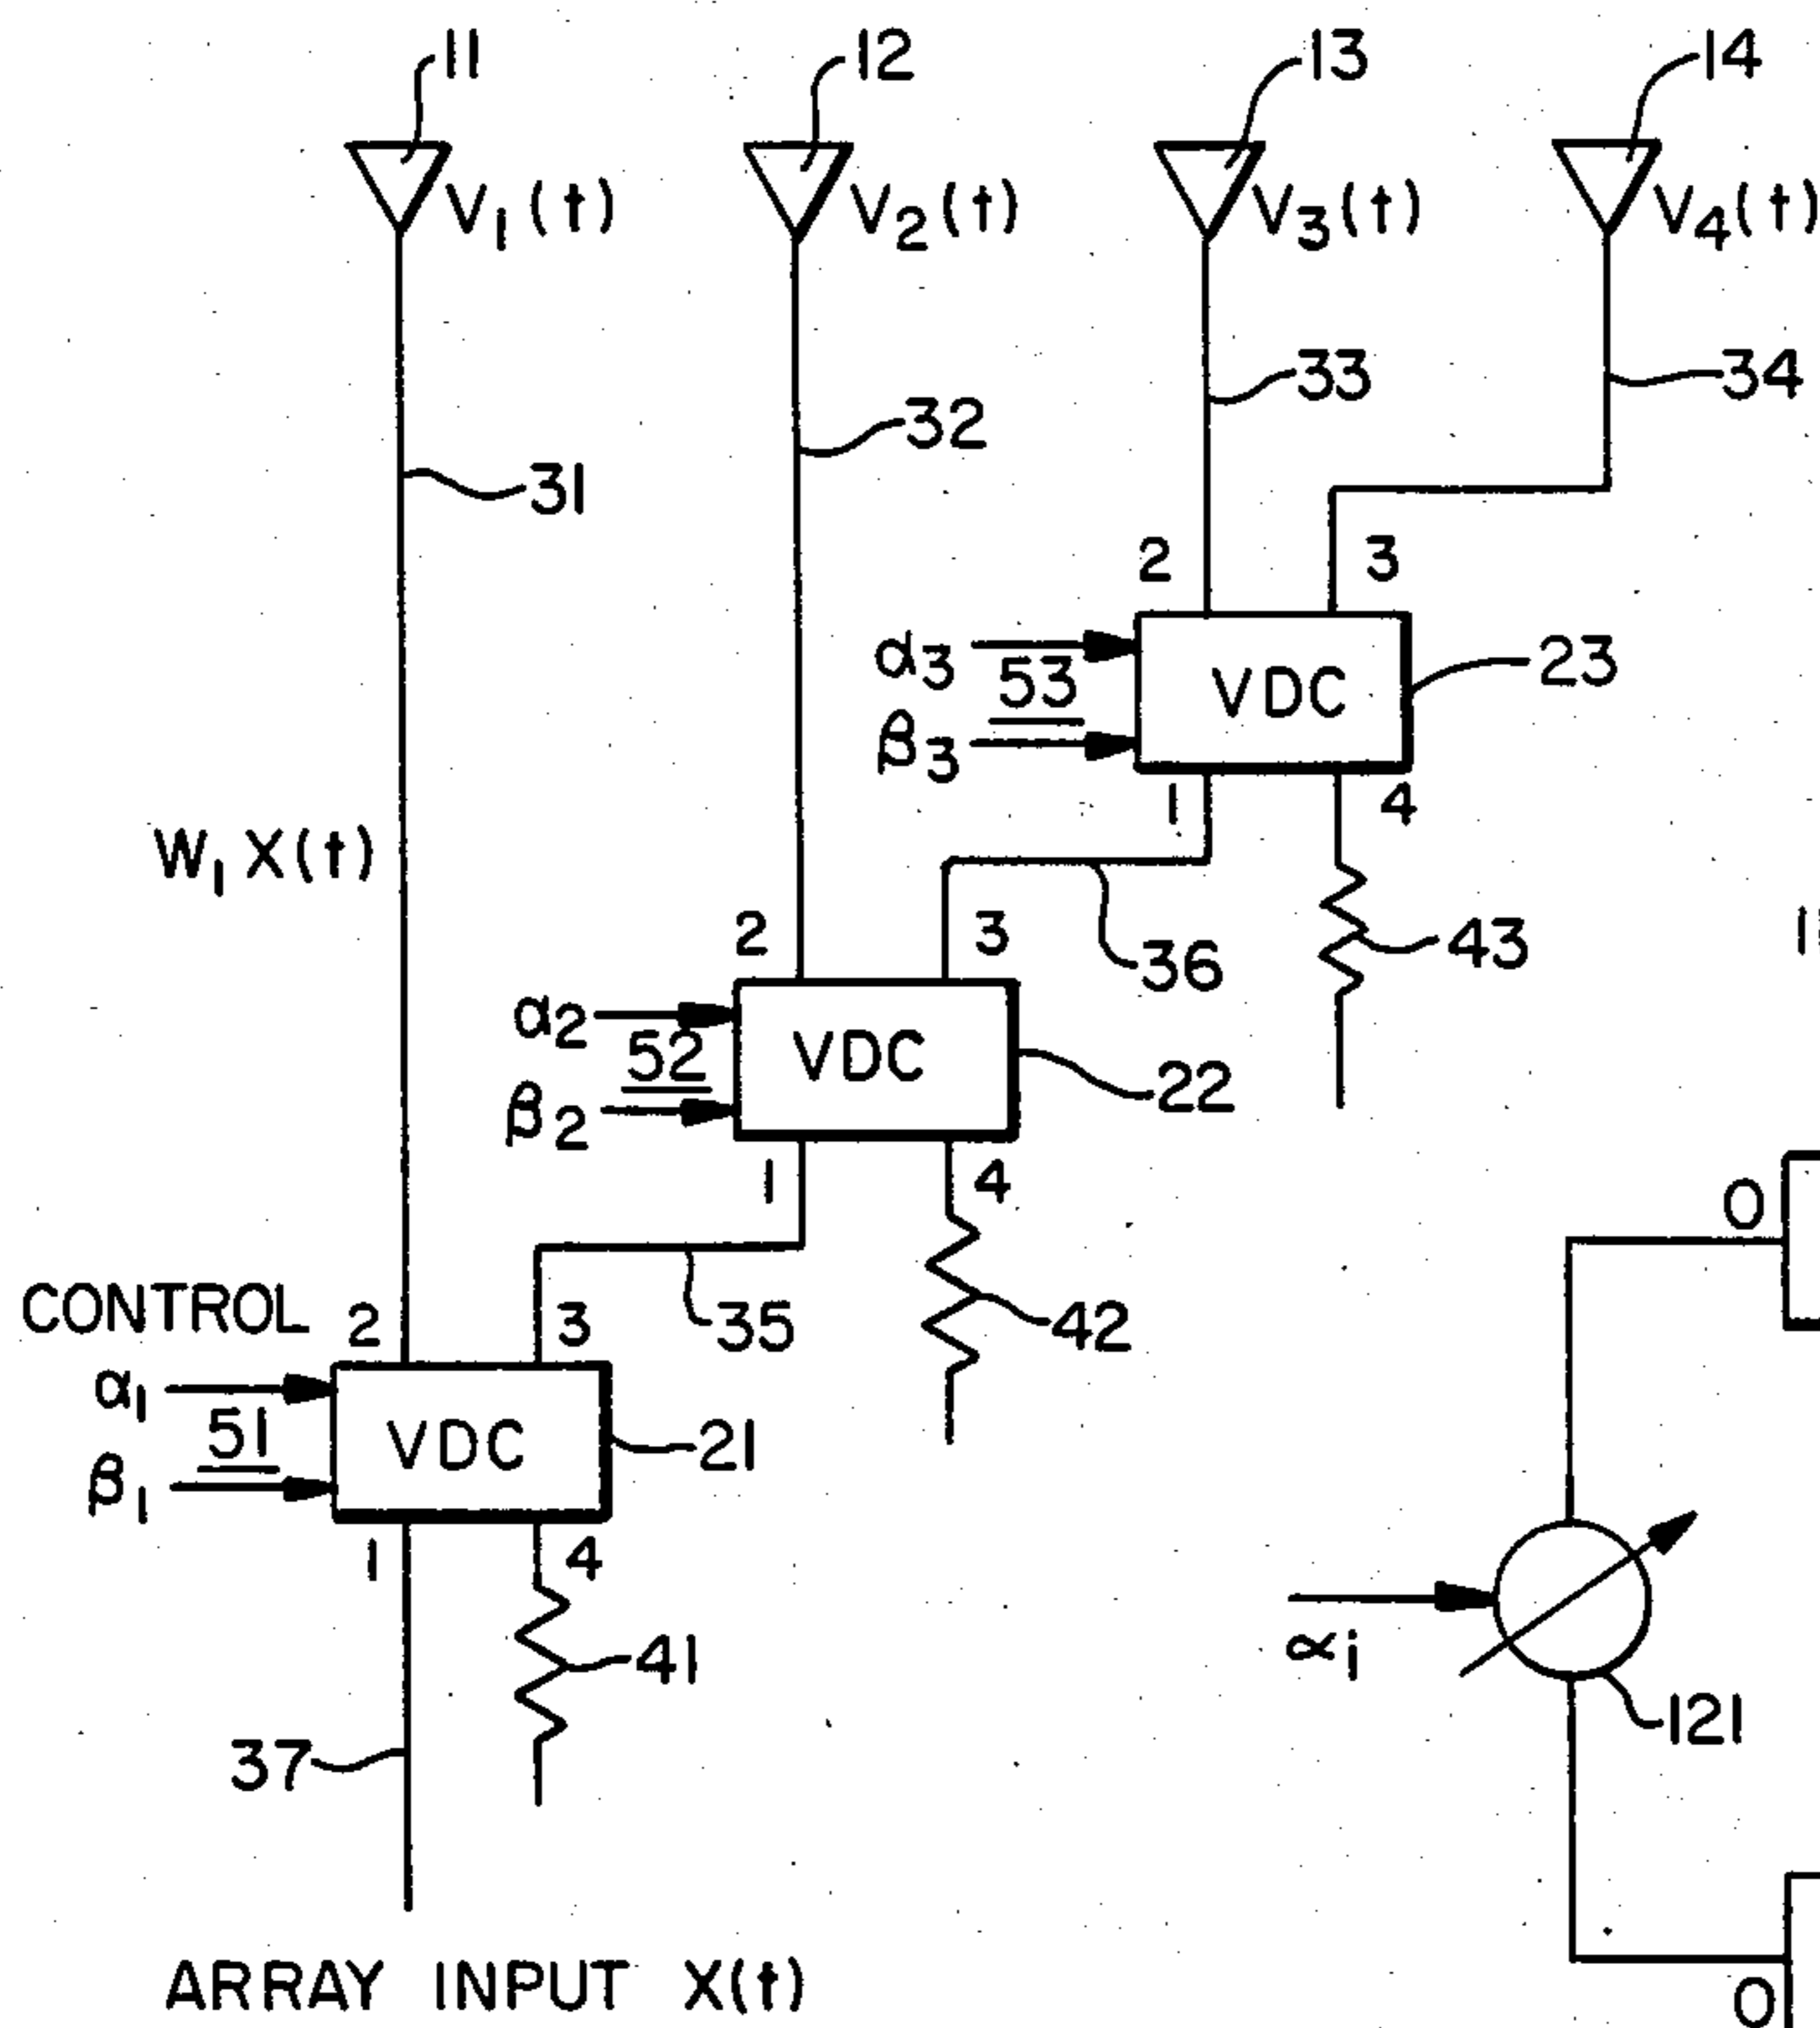 11 12 13 14
V1(t) V2(t) V3(t) V4(t)
33 34
32
31
2 3
α3
53
VDC
23
β3
1 4
W1 X(t)
2 3
36
43
α2
52
VDC
22
β2
1 4
0
CONTROL
2 3
35
42
α1
51
VDC
21
β1
1 4
αi
41
121
37
ARRAY INPUT X(t)
0